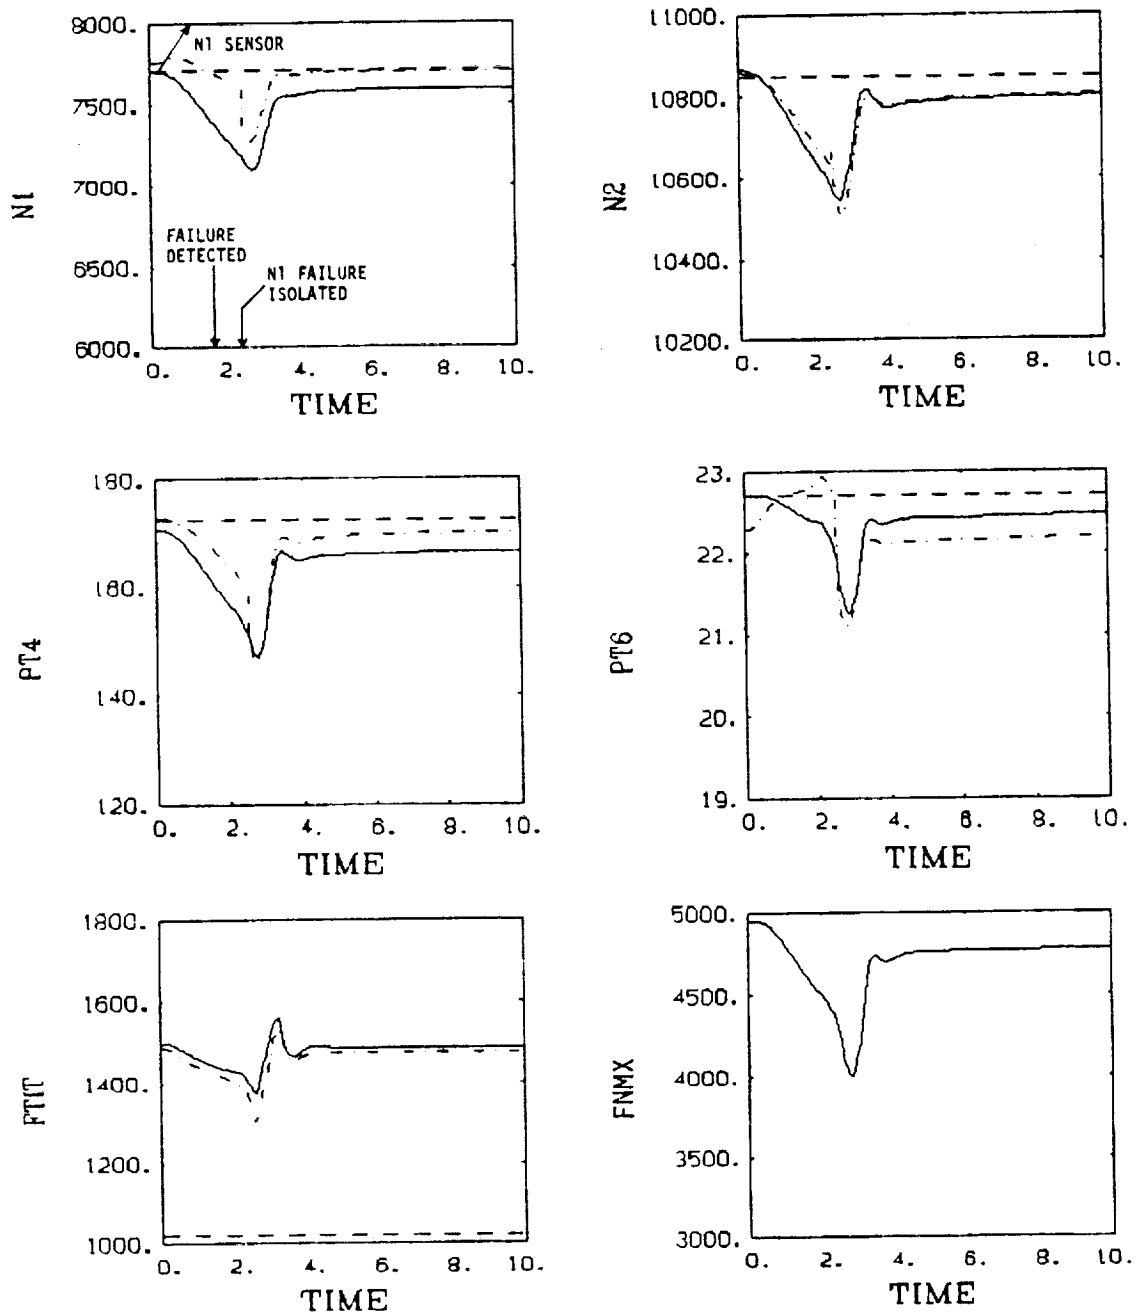 8000.
N1 SENSOR
7500.
7000.
6500.
6000.
N1
FAILURE
DETECTED
N1 FAILURE
ISOLATED
0. 2. 4. 6. 8. 10.
TIME
11000.
10800.
10600.
10400.
10200.
N2
0. 2. 4. 6. 8. 10.
TIME
180.
160.
140.
120.
PT4
0. 2. 4. 6. 8. 10.
TIME
23.
22.
21.
20.
19.
PT6
0. 2. 4. 6. 8. 10.
TIME
1800.
1600.
1400.
1200.
1000.
FTIT
0. 2. 4. 6. 8. 10.
TIME
5000.
4500.
4000.
3500.
3000.
FNMX
0. 2. 4. 6. 8. 10.
TIME